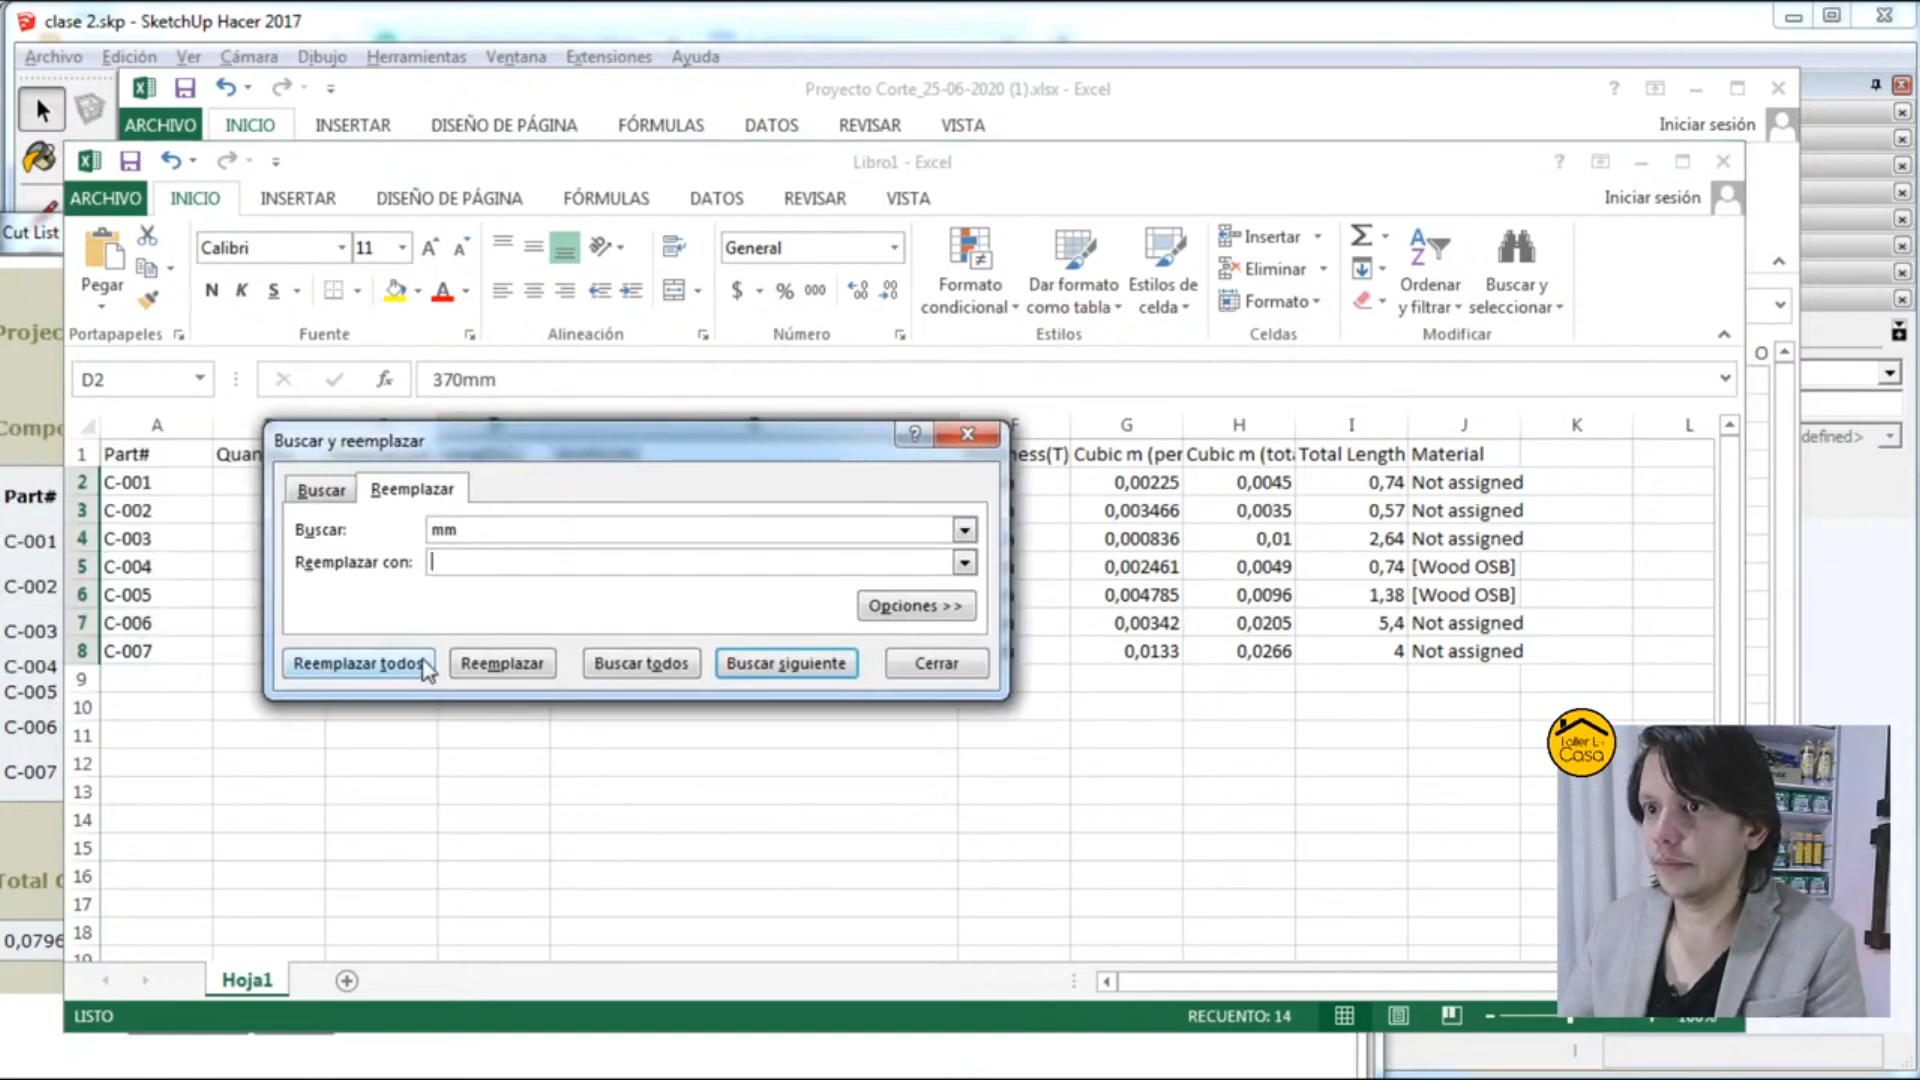 clase 2.skp - SketchUp Hacer 2017
Archivo Edición Ver Cámara Dibujo Herramientas Ventana Extensiones Ayuda
Proyecto Corte_25-06-2020 (1).xlsx - Excel
ARCHIVO INICIO INSERTAR DISEÑO DE PÁGINA FÓRMULAS DATOS REVISAR VISTA
Iniciar sesión
Libro1 - Excel
ARCHIVO INICIO INSERTAR DISEÑO DE PÁGINA FÓRMULAS DATOS REVISAR VISTA
Iniciar sesión
Cut List
Calibri 11 General
Pegar
N K S
$ % 000
Formato condicional
Dar formato como tabla
Estilos de celda
Insertar
Eliminar
Formato
Ordenar y filtrar
Buscar y seleccionar
Portapapeles Fuente Alineación Número Estilos Celdas Modificar
D2 fx 370mm
O
defined>
Projec
Compo
Part#
C-001
C-002
C-003
C-004
C-005
C-006
C-007
Total C
0,0796
A G H I J K L
1 Part# Quan ess(T) Cubic m (per Cubic m (tota Total Length Material
2 C-001 0,00225 0,0045 0,74 Not assigned
3 C-002 0,003466 0,0035 0,57 Not assigned
4 C-003 0,000836 0,01 2,64 Not assigned
5 C-004 0,002461 0,0049 0,74 [Wood OSB]
6 C-005 0,004785 0,0096 1,38 [Wood OSB]
7 C-006 0,00342 0,0205 5,4 Not assigned
8 C-007 0,0133 0,0266 4 Not assigned
9
10
11
12
13
14
15
16
17
18
19
Buscar y reemplazar
Buscar Reemplazar
Buscar: mm
Reemplazar con:
Opciones >>
Reemplazar todos Reemplazar Buscar todos Buscar siguiente Cerrar
Casa
Hoja1
LISTO
RECUENTO: 14